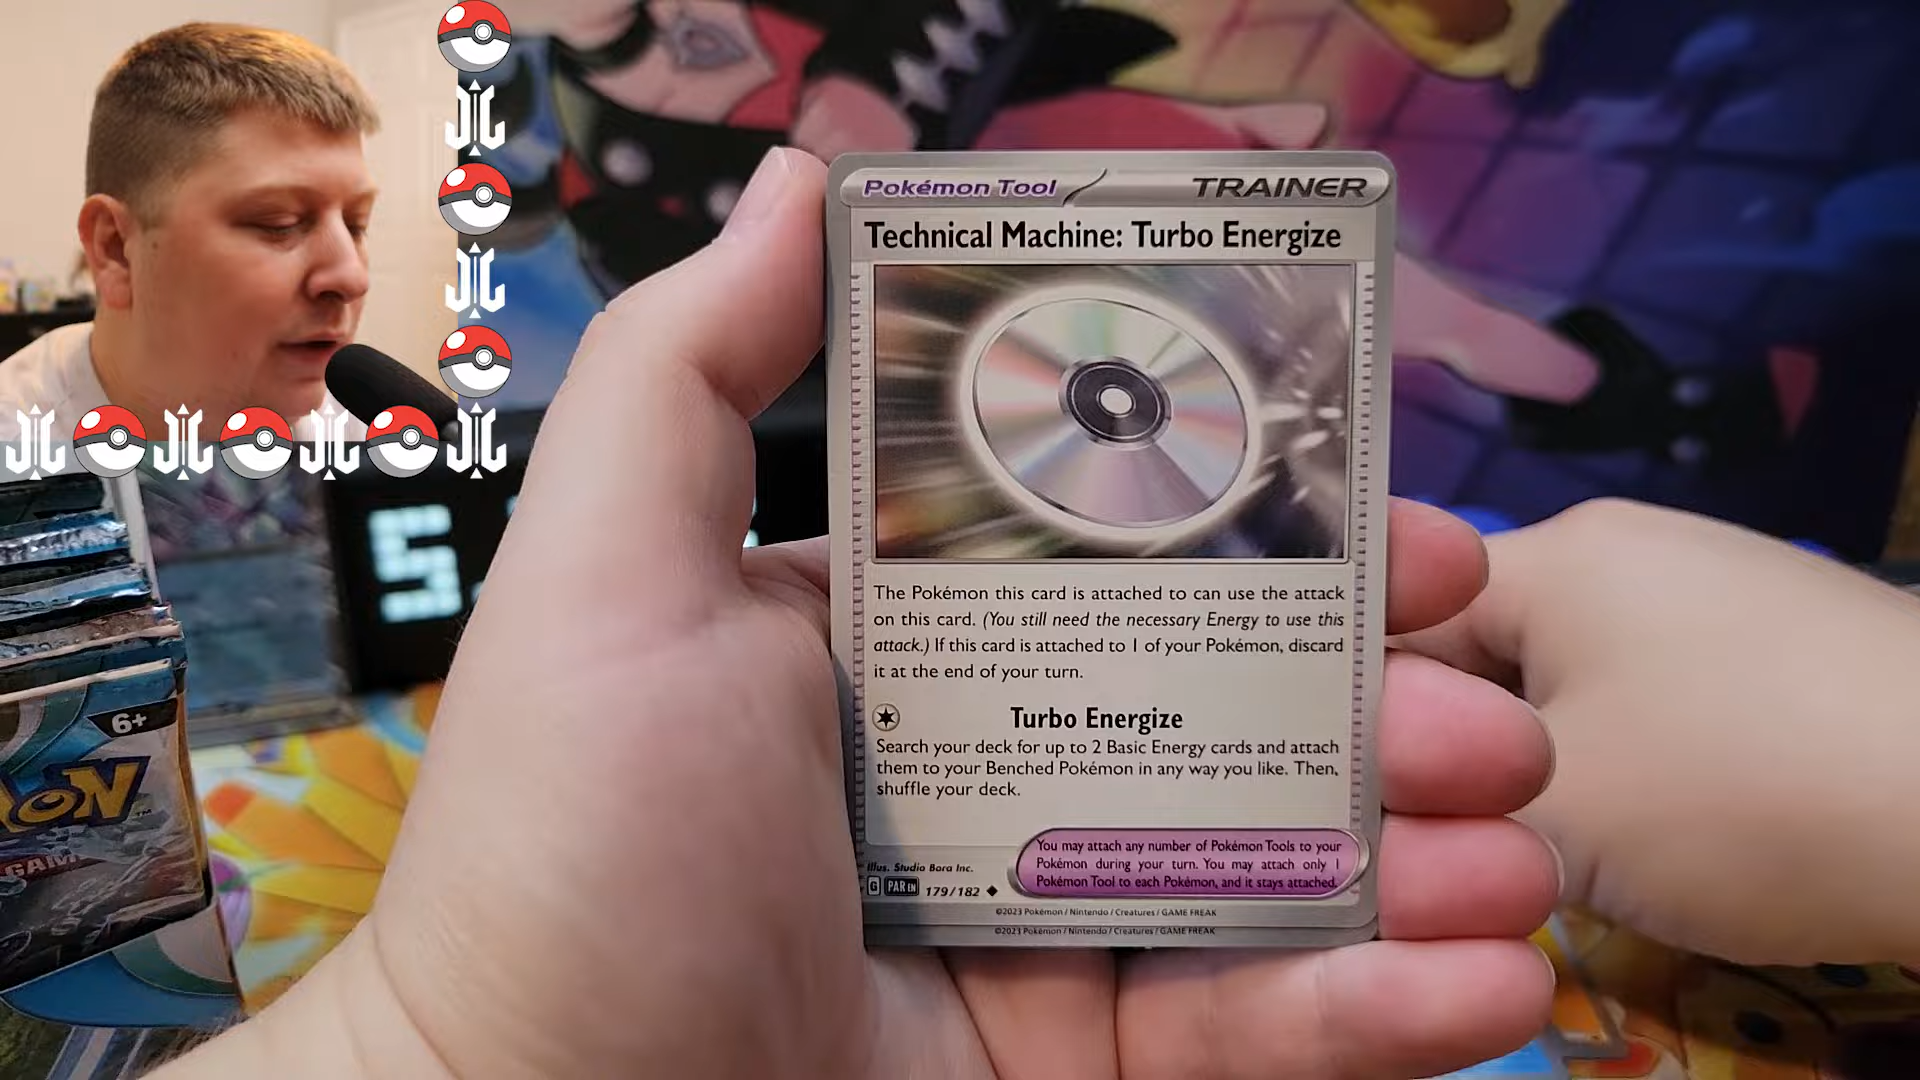 Pokémon Tool
TRAINER
Technical Machine: Turbo Energize
The Pokémon this card is attached to can use the attack
on this card. (You still need the necessary Energy to use this
attack.) If this card is attached to 1 of your Pokémon, discard
it at the end of your turn.
Turbo Energize
Search your deck for up to 2 Basic Energy cards and attach
them to your Benched Pokémon in any way you like. Then,
shuffle your deck.
You may attach any number of Pokémon Tools to your
Pokémon during your turn. You may attach only 1
Pokémon Tool to each Pokémon, and it stays attached.
Illus. Studio Bora Inc.
G PAR EN 179/182
©2023 Pokémon / Nintendo / Creatures / GAME FREAK
©2023 Pokémon / Nintendo / Creatures / GAME FREAK
6+
MON™
GAM
5.